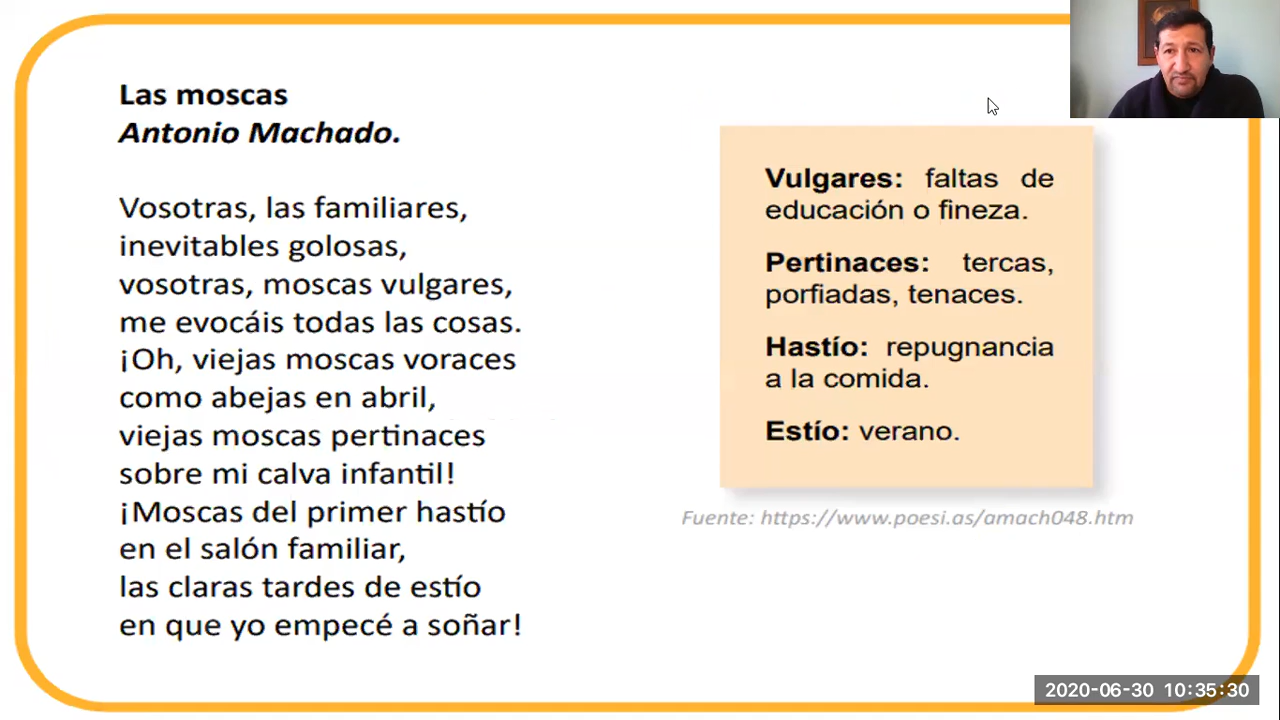 Las moscas
Antonio Machado.
Vosotras, las familiares,
inevitables golosas,
vosotras, moscas vulgares,
me evocáis todas las cosas.
¡Oh, viejas moscas voraces
como abejas en abril,
viejas moscas pertinaces
sobre mi calva infantil!
¡Moscas del primer hastío
en el salón familiar,
las claras tardes de estío
en que yo empecé a soñar!
Vulgares: faltas de
educación o fineza.
Pertinaces: tercas,
porfiadas, tenaces.
Hastío: repugnancia
a la comida.
Estío: verano.
Fuente: https://www.poesi.as/amach048.htm
2020-06-30 10:35:30